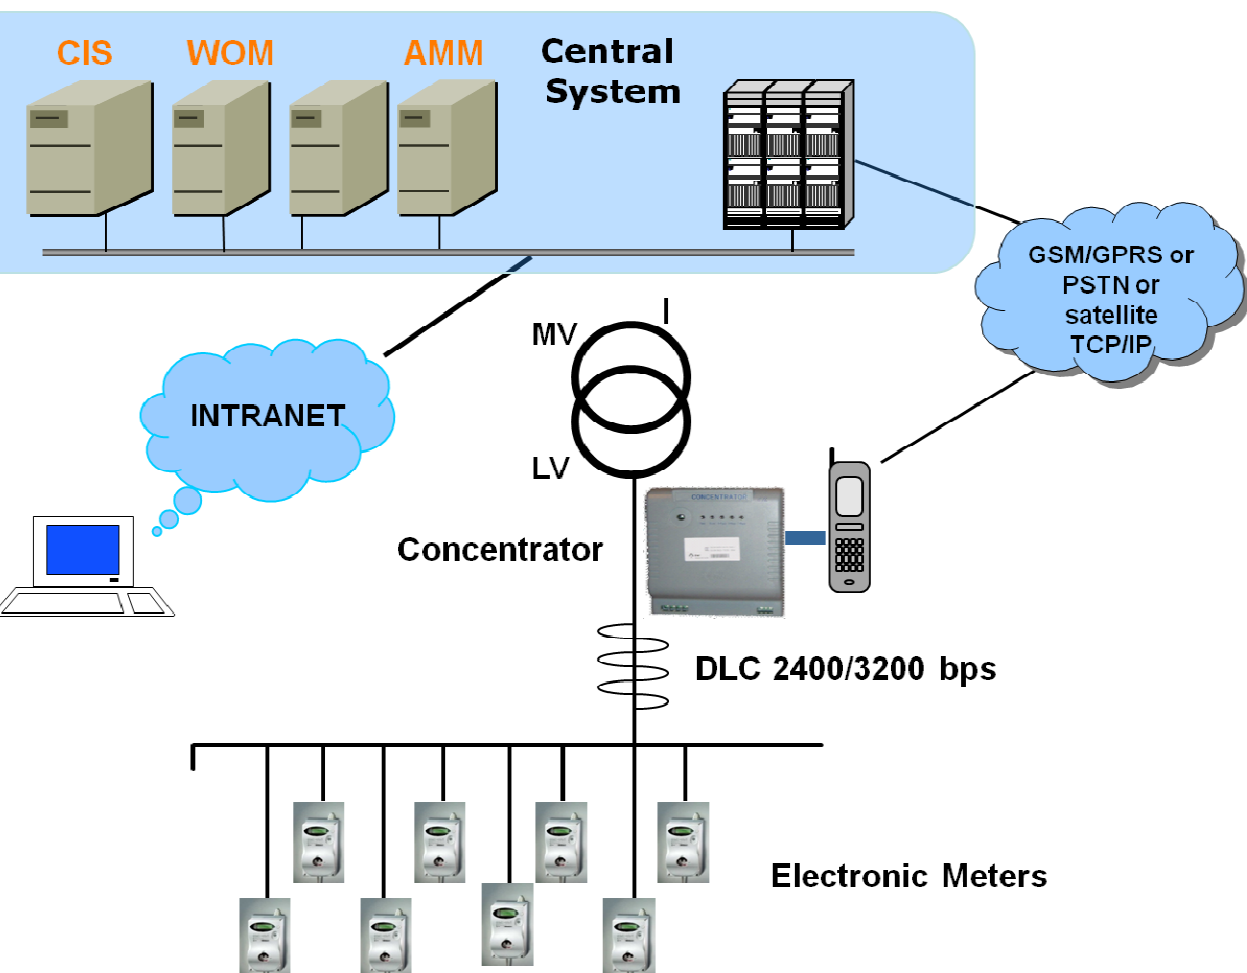 CIS
WOM
AMM
Central
System
GSM/GPRS or
PSTN or
satellite
TCP/IP
MV
INTRANET
LV
CONCENTRATOR
Concentrator
DLC 2400/3200 bps
Electronic Meters